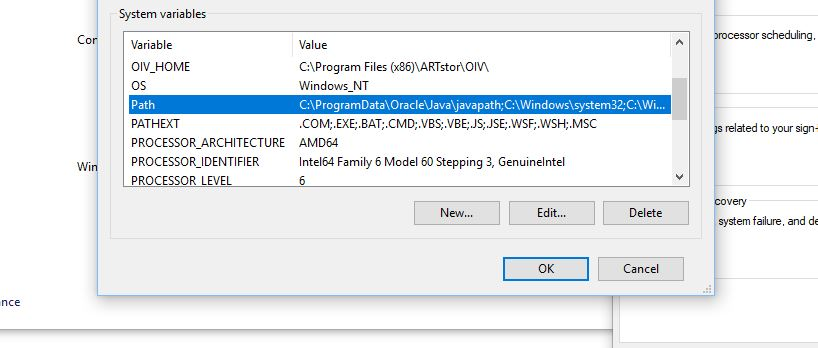 System variables
Variable Value
OIV_HOME C:\Program Files (x86)\ARTstor\OIV\
OS Windows_NT
Path C:\ProgramData\Oracle\Java\javapath;C:\Windows\system32;C:\Wi...
PATHEXT .COM;.EXE;.BAT;.CMD;.VBS;.VBE;.JS;.JSE;.WSF;.WSH;.MSC
PROCESSOR_ARCHITECTURE AMD64
PROCESSOR_IDENTIFIER Intel64 Family 6 Model 60 Stepping 3, GenuineIntel
PROCESSOR_LEVEL 6
New... Edit... Delete
OK Cancel
Con
Win
ance
rocessor scheduling,
gs related to your sign-
covery
system failure, and de